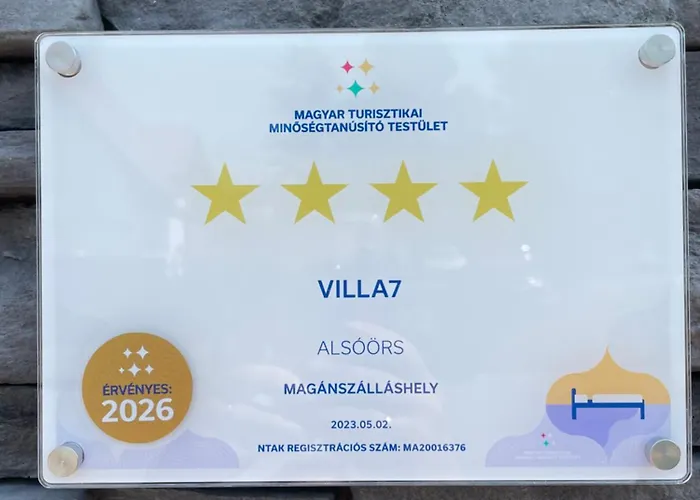 MAGYAR TURISZTIKAI
MINŐSÉGTANÚSÍTÓ TESTÜLET
VILLA7
ALSÓÖRS
MAGÁNSZÁLLÁSHELY
2023.05.02.
NTAK REGISZTRÁCIÓS SZÁM: MA20016376
ÉRVÉNYES:
2026